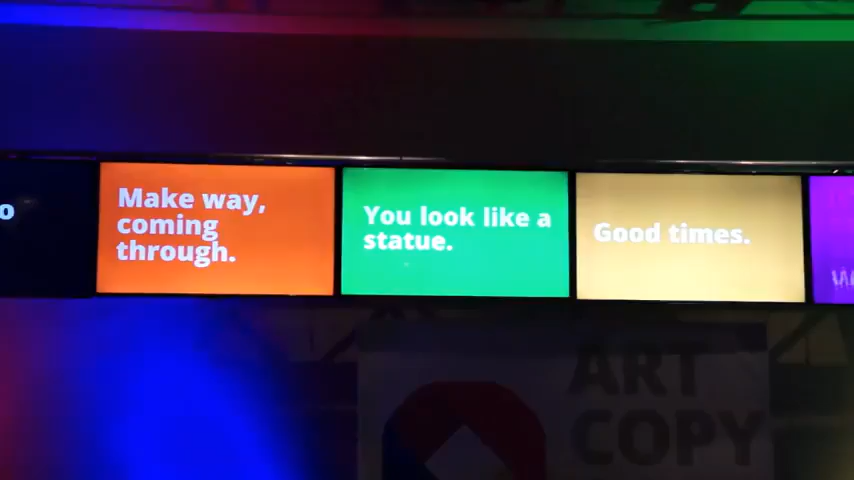 Make way,
coming
through.
You look like a
statue.
Good times.
ART
COPY